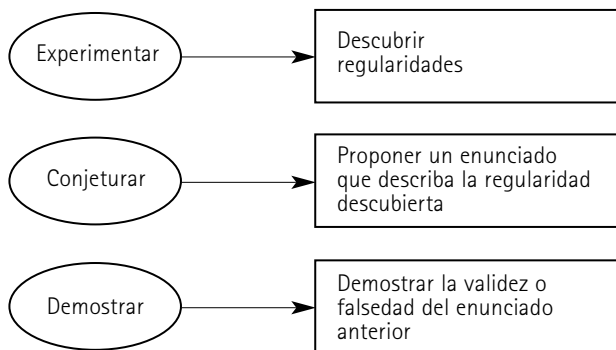 Experimentar
Descubrir
regularidades
Conjeturar
Proponer un enunciado
que describa la regularidad
descubierta
Demostrar
Demostrar la validez o
falsedad del enunciado
anterior